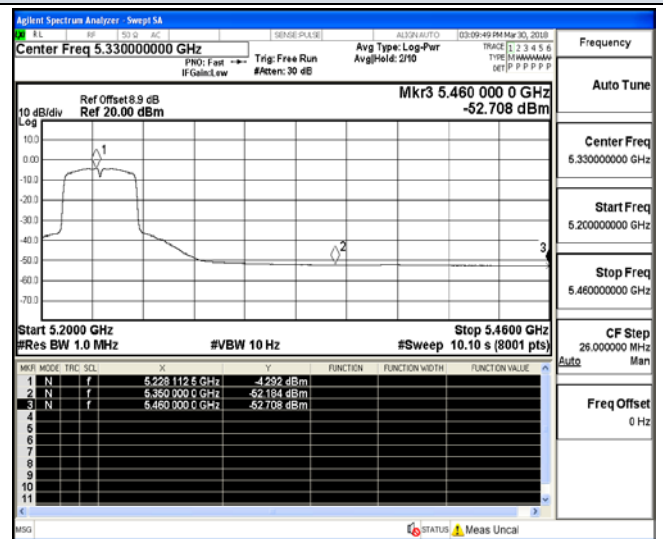 Agilent Spectrum Analyzer - Swept SA
RL RF 50 Ω AC SENSE:PULSE ALIGNAUTO 03:09:49 PM Mar 30, 2018
Center Freq 5.330000000 GHz Avg Type: Log-Pwr TRACE 1 2 3 4 5 6
PNO: Fast Trig: Free Run Avg|Hold: 2/10 TYPE
IFGain:Low #Atten: 30 dB DET P P P P P P
Frequency
Auto Tune
Center Freq
5.330000000 GHz
Start Freq
5.200000000 GHz
Stop Freq
5.460000000 GHz
CF Step
26.000000 MHz
Auto Man
Freq Offset
0 Hz
Mkr3 5.460 000 0 GHz
Ref Offset 8.9 dB
10 dB/div Ref 20.00 dBm -52.708 dBm
Log
10.0
0.00
-10.0
-20.0
-30.0
-40.0
-50.0
-60.0
-70.0
1
2
3
Start 5.2000 GHz Stop 5.4600 GHz
#Res BW 1.0 MHz #VBW 10 Hz #Sweep 10.10 s (8001 pts)
MKR MODE TRC SCL X Y FUNCTION FUNCTION WIDTH FUNCTION VALUE
1 N f 5.228 112 5 GHz -4.292 dBm
2 N f 5.350 000 0 GHz -52.184 dBm
3 N f 5.460 000 0 GHz -52.708 dBm
4
5
6
7
8
9
10
11
MSG STATUS Meas Uncal